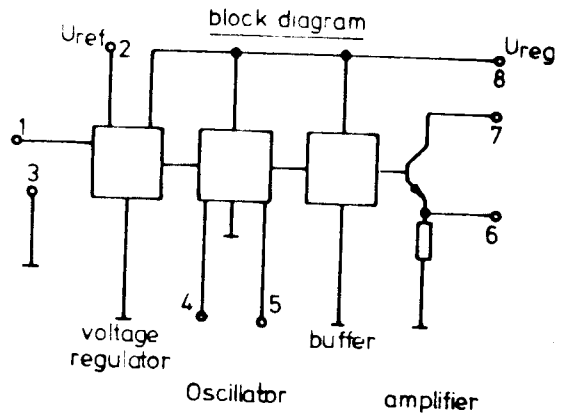 block diagram
Uref 2
Ureg
8
1
7
3
6
4
5
voltage
regulator
buffer
Oscillator
amplifier